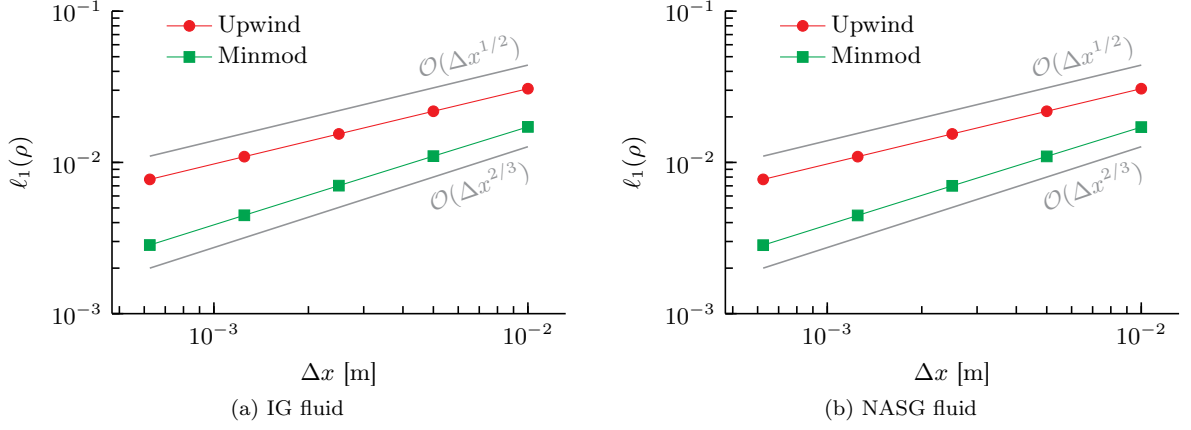 10⁻¹
10⁻²
10⁻³
ℓ₁(ρ)
Upwind
Minmod
𝒪(Δx^{1/2})
𝒪(Δx^{2/3})
10⁻³
10⁻²
Δx [m]
(a) IG fluid
10⁻¹
10⁻²
10⁻³
ℓ₁(ρ)
Upwind
Minmod
𝒪(Δx^{1/2})
𝒪(Δx^{2/3})
10⁻³
10⁻²
Δx [m]
(b) NASG fluid